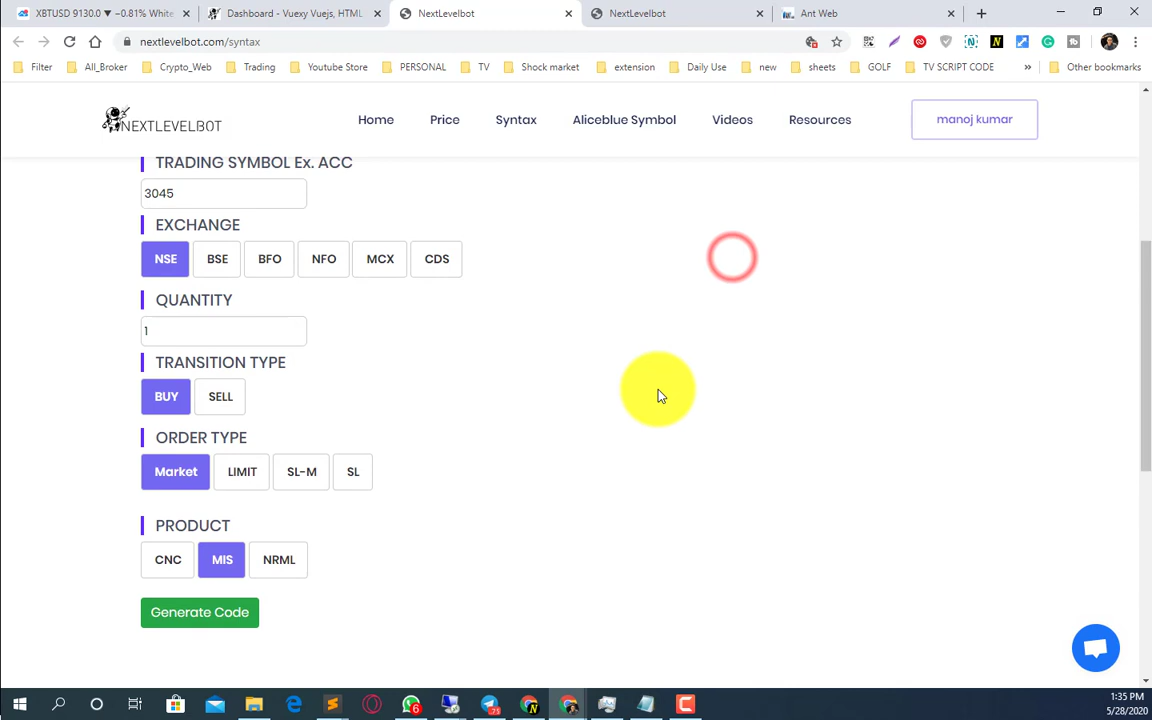 XBTUSD 9130.0 ▼ −0.81% White
Dashboard - Vuexy Vuejs, HTML
NextLevelbot
NextLevelbot
Ant Web
nextlevelbot.com/syntax
Filter
All_Broker
Crypto_Web
Trading
Youtube Store
PERSONAL
TV
Shock market
extension
Daily Use
new
sheets
GOLF
TV SCRIPT CODE
»
Other bookmarks
NEXTLEVELBOT
Home
Price
Syntax
Aliceblue Symbol
Videos
Resources
manoj kumar
TRADING SYMBOL Ex. ACC
3045
EXCHANGE
NSE
BSE
BFO
NFO
MCX
CDS
QUANTITY
1
TRANSITION TYPE
BUY
SELL
ORDER TYPE
Market
LIMIT
SL-M
SL
PRODUCT
CNC
MIS
NRML
Generate Code
1:35 PM
5/28/2020